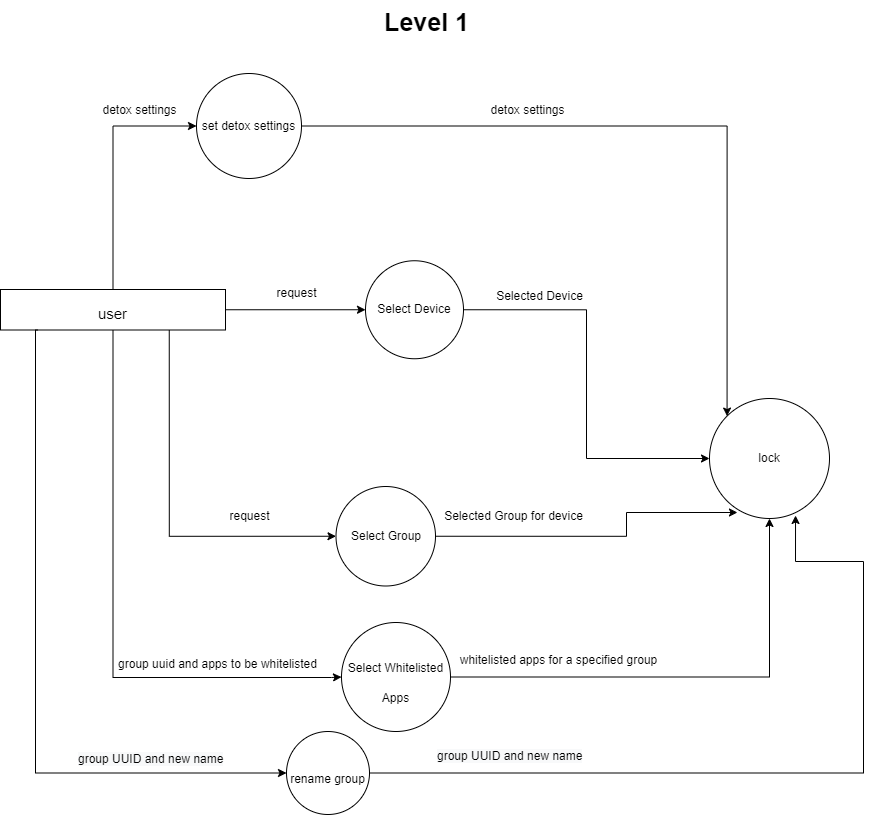 Level 1
detox settings
set detox settings
detox settings
request
Select Device
Selected Device
user
lock
request
Select Group
Selected Group for device
group uuid and apps to be whitelisted
Select Whitelisted
Apps
whitelisted apps for a specified group
group UUID and new name
rename group
group UUID and new name